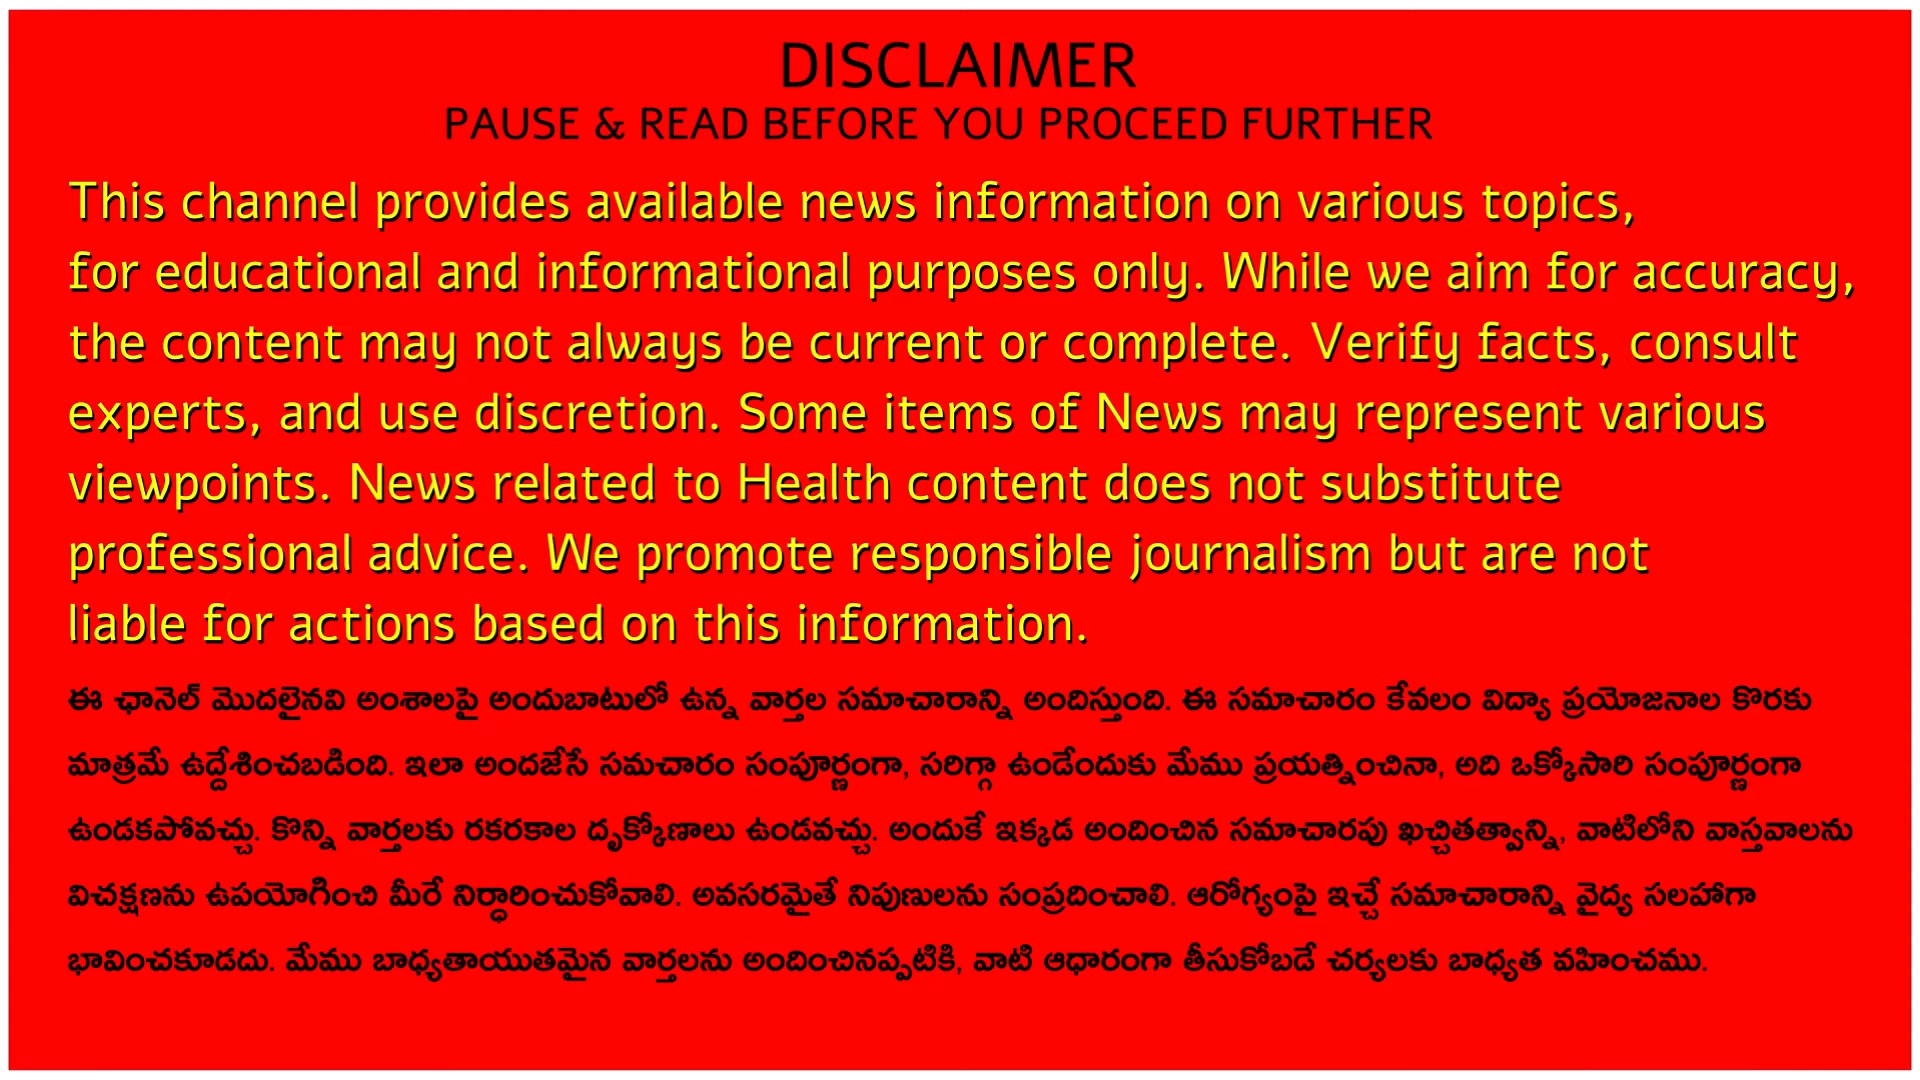 DISCLAIMER
PAUSE & READ BEFORE YOU PROCEED FURTHER
This channel provides available news information on various topics,
for educational and informational purposes only. While we aim for accuracy,
the content may not always be current or complete. Verify facts, consult
experts, and use discretion. Some items of News may represent various
viewpoints. News related to Health content does not substitute
professional advice. We promote responsible journalism but are not
liable for actions based on this information.
ఈ ఛానెల్ మొదలైనవి అంశాలపై అందుబాటులో ఉన్న వార్తల సమాచారాన్ని అందిస్తుంది. ఈ సమాచారం కేవలం విద్యా ప్రయోజనాల కొరకు
మాత్రమే ఉద్దేశించబడింది. ఇలా అందజేసే సమచారం సంపూర్ణంగా, సరిగ్గా ఉండేందుకు మేము ప్రయత్నించినా, అది ఒక్కోసారి సంపూర్ణంగా
ఉండకపోవచ్చు. కొన్ని వార్తలకు రకరకాల దృక్కోణాలు ఉండవచ్చు. అందుకే ఇక్కడ అందించిన సమాచారపు ఖచ్చితత్వాన్ని, వాటిలోని వాస్తవాలను
విచక్షణను ఉపయోగించి మీరే నిర్ధారించుకోవాలి. అవసరమైతే నిపుణులను సంప్రదించాలి. ఆరోగ్యంపై ఇచ్చే సమాచారాన్ని వైద్య సలహాగా
భావించకూడదు. మేము బాధ్యతాయుతమైన వార్తలను అందించినప్పటికి, వాటి ఆధారంగా తీసుకోబడే చర్యలకు బాధ్యత వహించము.